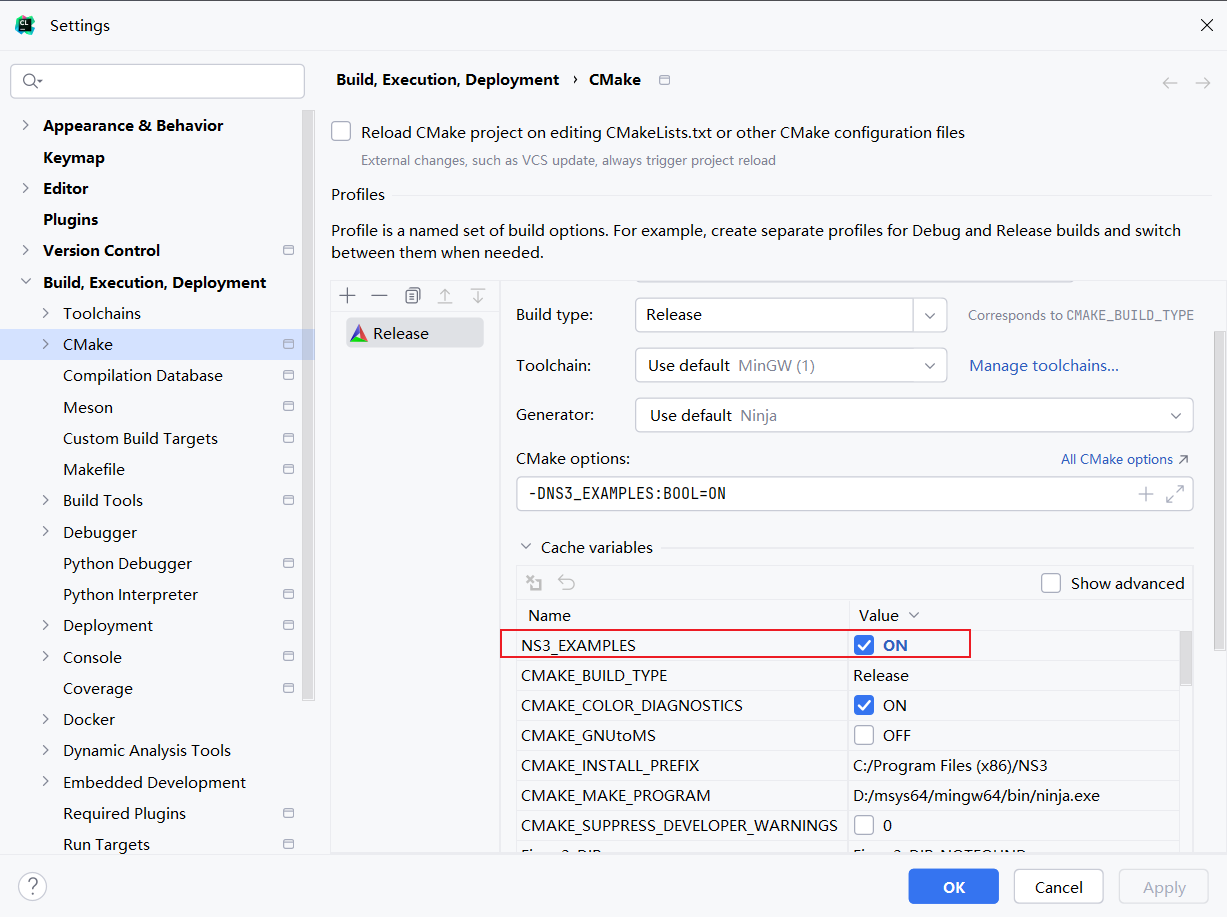 Settings
Build, Execution, Deployment › CMake
Appearance & Behavior
Keymap
Editor
Plugins
Version Control
Build, Execution, Deployment
Toolchains
CMake
Compilation Database
Meson
Custom Build Targets
Makefile
Build Tools
Debugger
Python Debugger
Python Interpreter
Deployment
Console
Coverage
Docker
Dynamic Analysis Tools
Embedded Development
Required Plugins
Run Targets
Reload CMake project on editing CMakeLists.txt or other CMake configuration files
External changes, such as VCS update, always trigger project reload
Profiles
Profile is a named set of build options. For example, create separate profiles for Debug and Release builds and switch
between them when needed.
Release
Build type: Release Corresponds to CMAKE_BUILD_TYPE
Toolchain: Use default MinGW (1) Manage toolchains...
Generator: Use default Ninja
CMake options: All CMake options ↗
-DNS3_EXAMPLES:BOOL=ON
Cache variables
Show advanced
Name Value
NS3_EXAMPLES ON
CMAKE_BUILD_TYPE Release
CMAKE_COLOR_DIAGNOSTICS ON
CMAKE_GNUtoMS OFF
CMAKE_INSTALL_PREFIX C:/Program Files (x86)/NS3
CMAKE_MAKE_PROGRAM D:/msys64/mingw64/bin/ninja.exe
CMAKE_SUPPRESS_DEVELOPER_WARNINGS 0
?
OK Cancel Apply